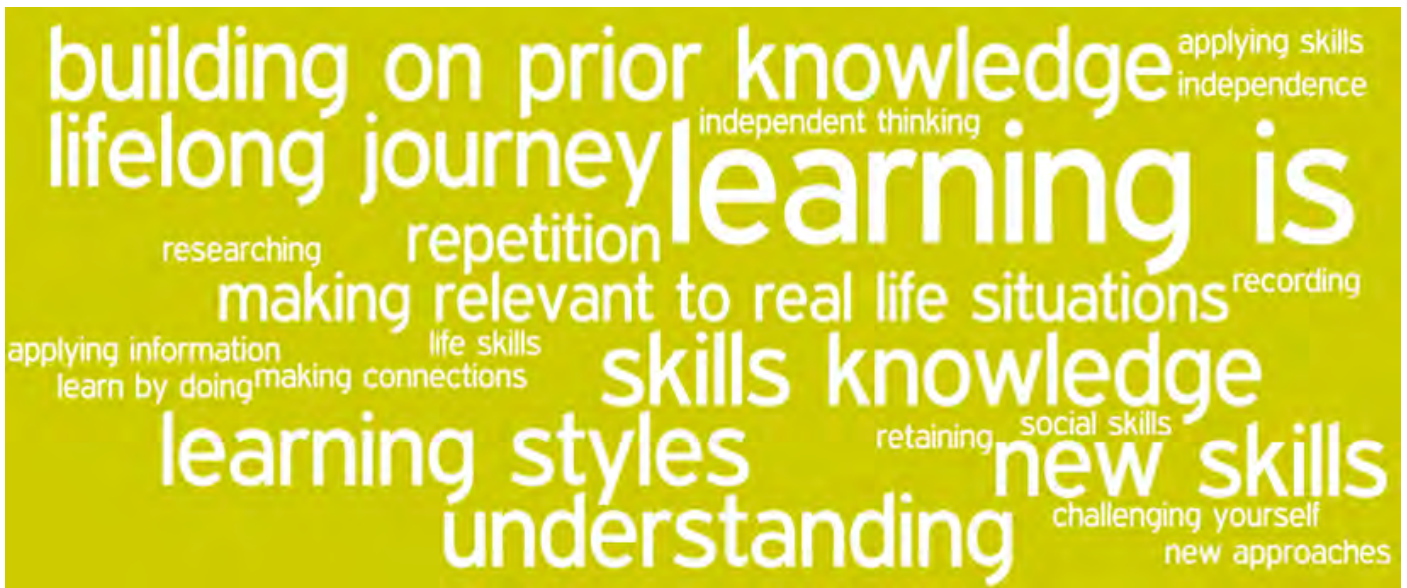 building on prior knowledge
applying skills
independence
lifelong journey
independent thinking
learning is
researching
repetition
making relevant to real life situations
recording
applying information
life skills
learn by doing
making connections
skills knowledge
learning styles
retaining
social skills
new skills
understanding
challenging yourself
new approaches